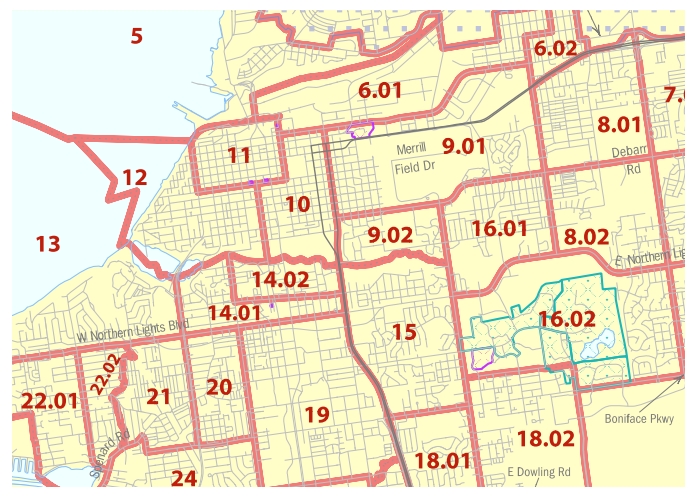 5
6.02
6.01
7.0
8.01
11
Merrill
Field Dr
9.01
Debarr
Rd
12
10
13
9.02
16.01
8.02
E Northern Lig
14.02
14.01
W Northern Lights Blvd
15
16.02
22.02
22.01
21
20
19
Boniface Pkwy
Spenard Rd
18.02
18.01
24
E Dowling Rd